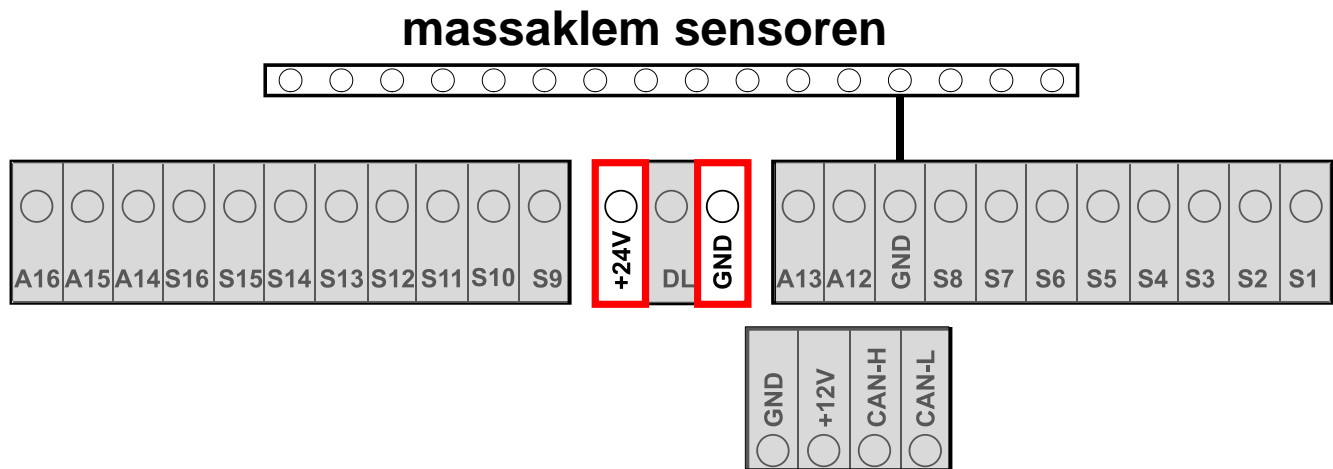 massaklem sensoren
A16 A15 A14 S16 S15 S14 S13 S12 S11 S10 S9 +24V DL GND A13 A12 GND S8 S7 S6 S5 S4 S3 S2 S1
GND +12V CAN-H CAN-L